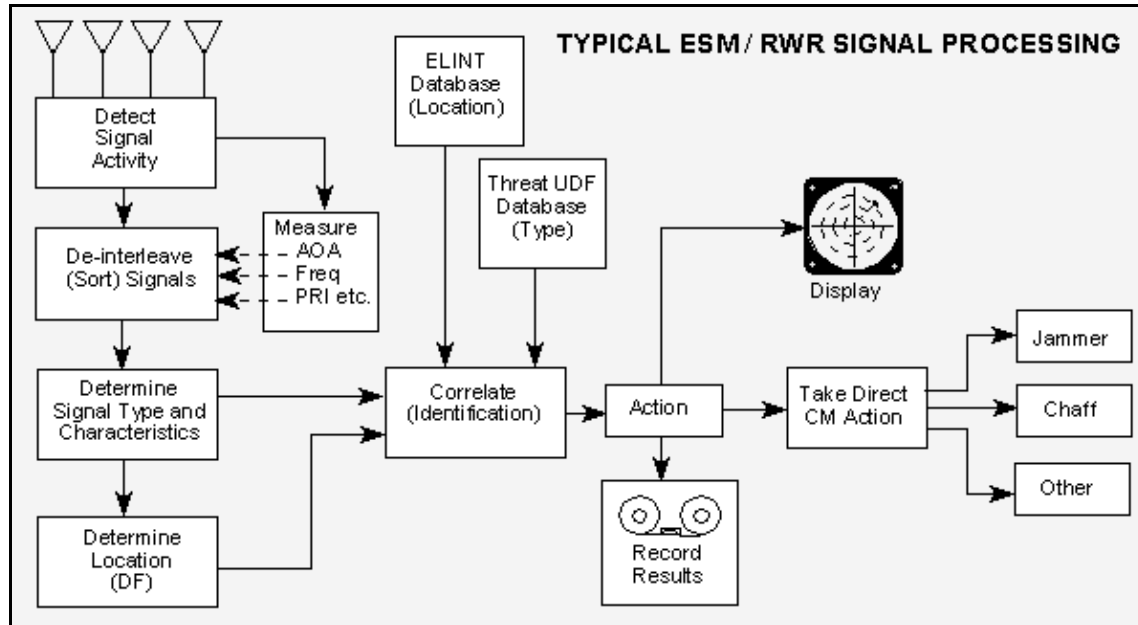 TYPICAL ESM / RWR SIGNAL PROCESSING
Detect
Signal
Activity
ELINT
Database
(Location)
Threat UDF
Database
(Type)
Measure
AOA
Freq
PRI etc.
De-interleave
(Sort) Signals
Display
Determine
Signal Type and
Characteristics
Correlate
(Identification)
Action
Take Direct
CM Action
Jammer
Chaff
Other
Determine
Location
(DF)
Record
Results